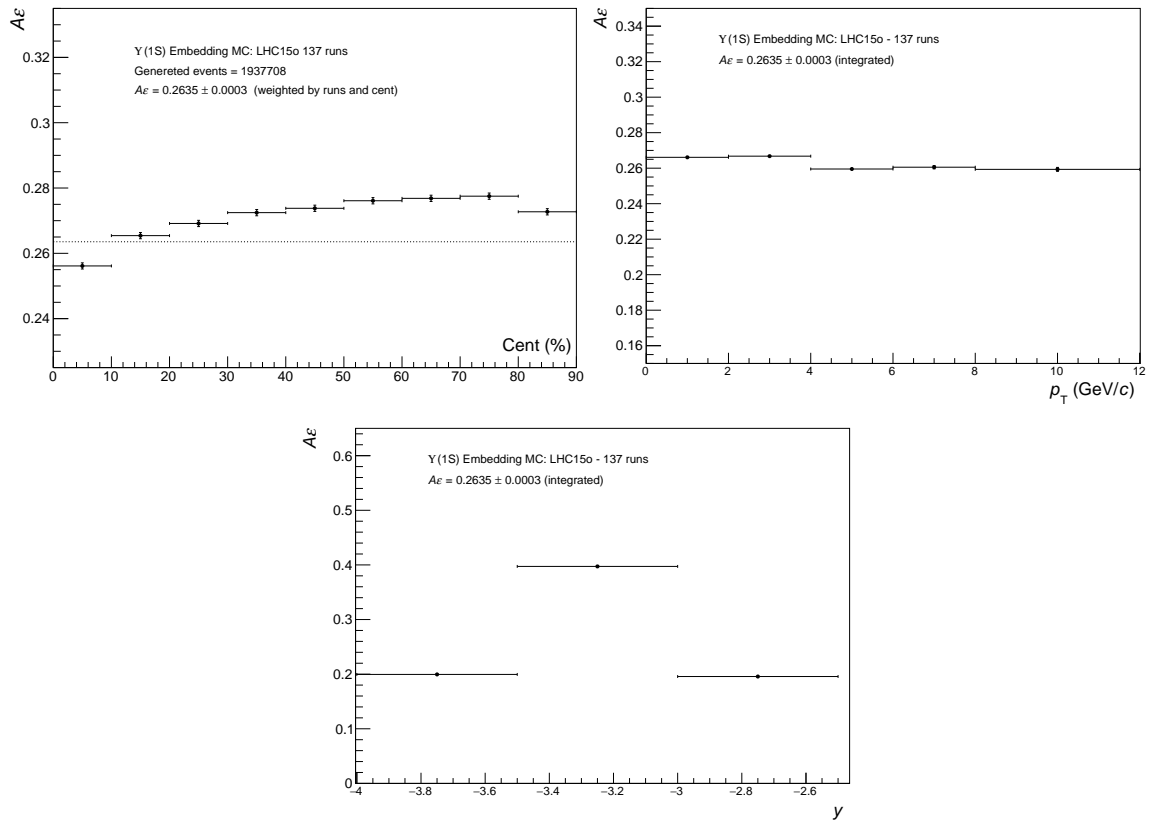 Aε
ϒ(1S) Embedding MC: LHC15o 137 runs
Genereted events = 1937708
Aε = 0.2635 ± 0.0003 (weighted by runs and cent)
0.32
0.3
0.28
0.26
0.24
0 10 20 30 40 50 60 70 80 90
Cent (%)
Aε
ϒ(1S) Embedding MC: LHC15o - 137 runs
Aε = 0.2635 ± 0.0003 (integrated)
0.34
0.32
0.3
0.28
0.26
0.24
0.22
0.2
0.18
0.16
0 2 4 6 8 10 12
p_T (GeV/c)
Aε
ϒ(1S) Embedding MC: LHC15o - 137 runs
Aε = 0.2635 ± 0.0003 (integrated)
0.6
0.5
0.4
0.3
0.2
0.1
0
−4 −3.8 −3.6 −3.4 −3.2 −3 −2.8 −2.6
y